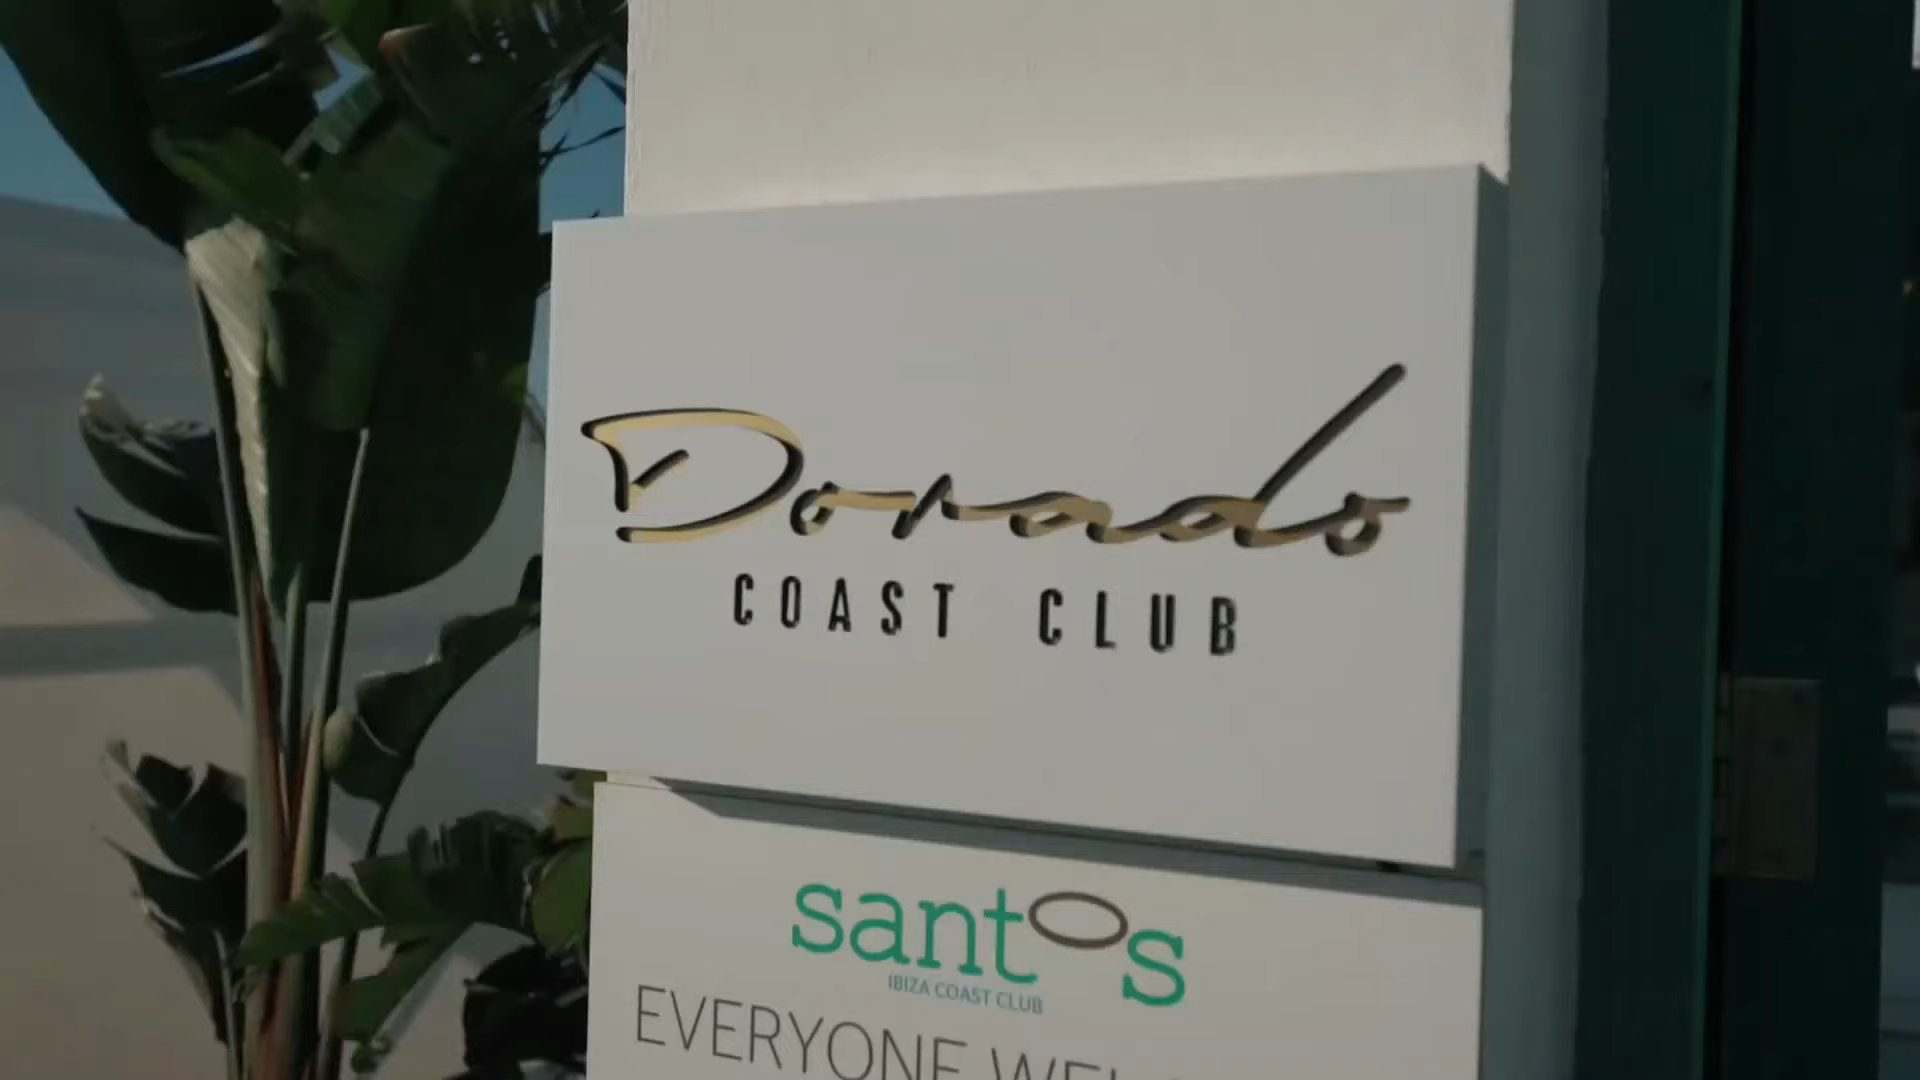 Dorado
COAST CLUB
santos
IBIZA COAST CLUB
EVERYONE